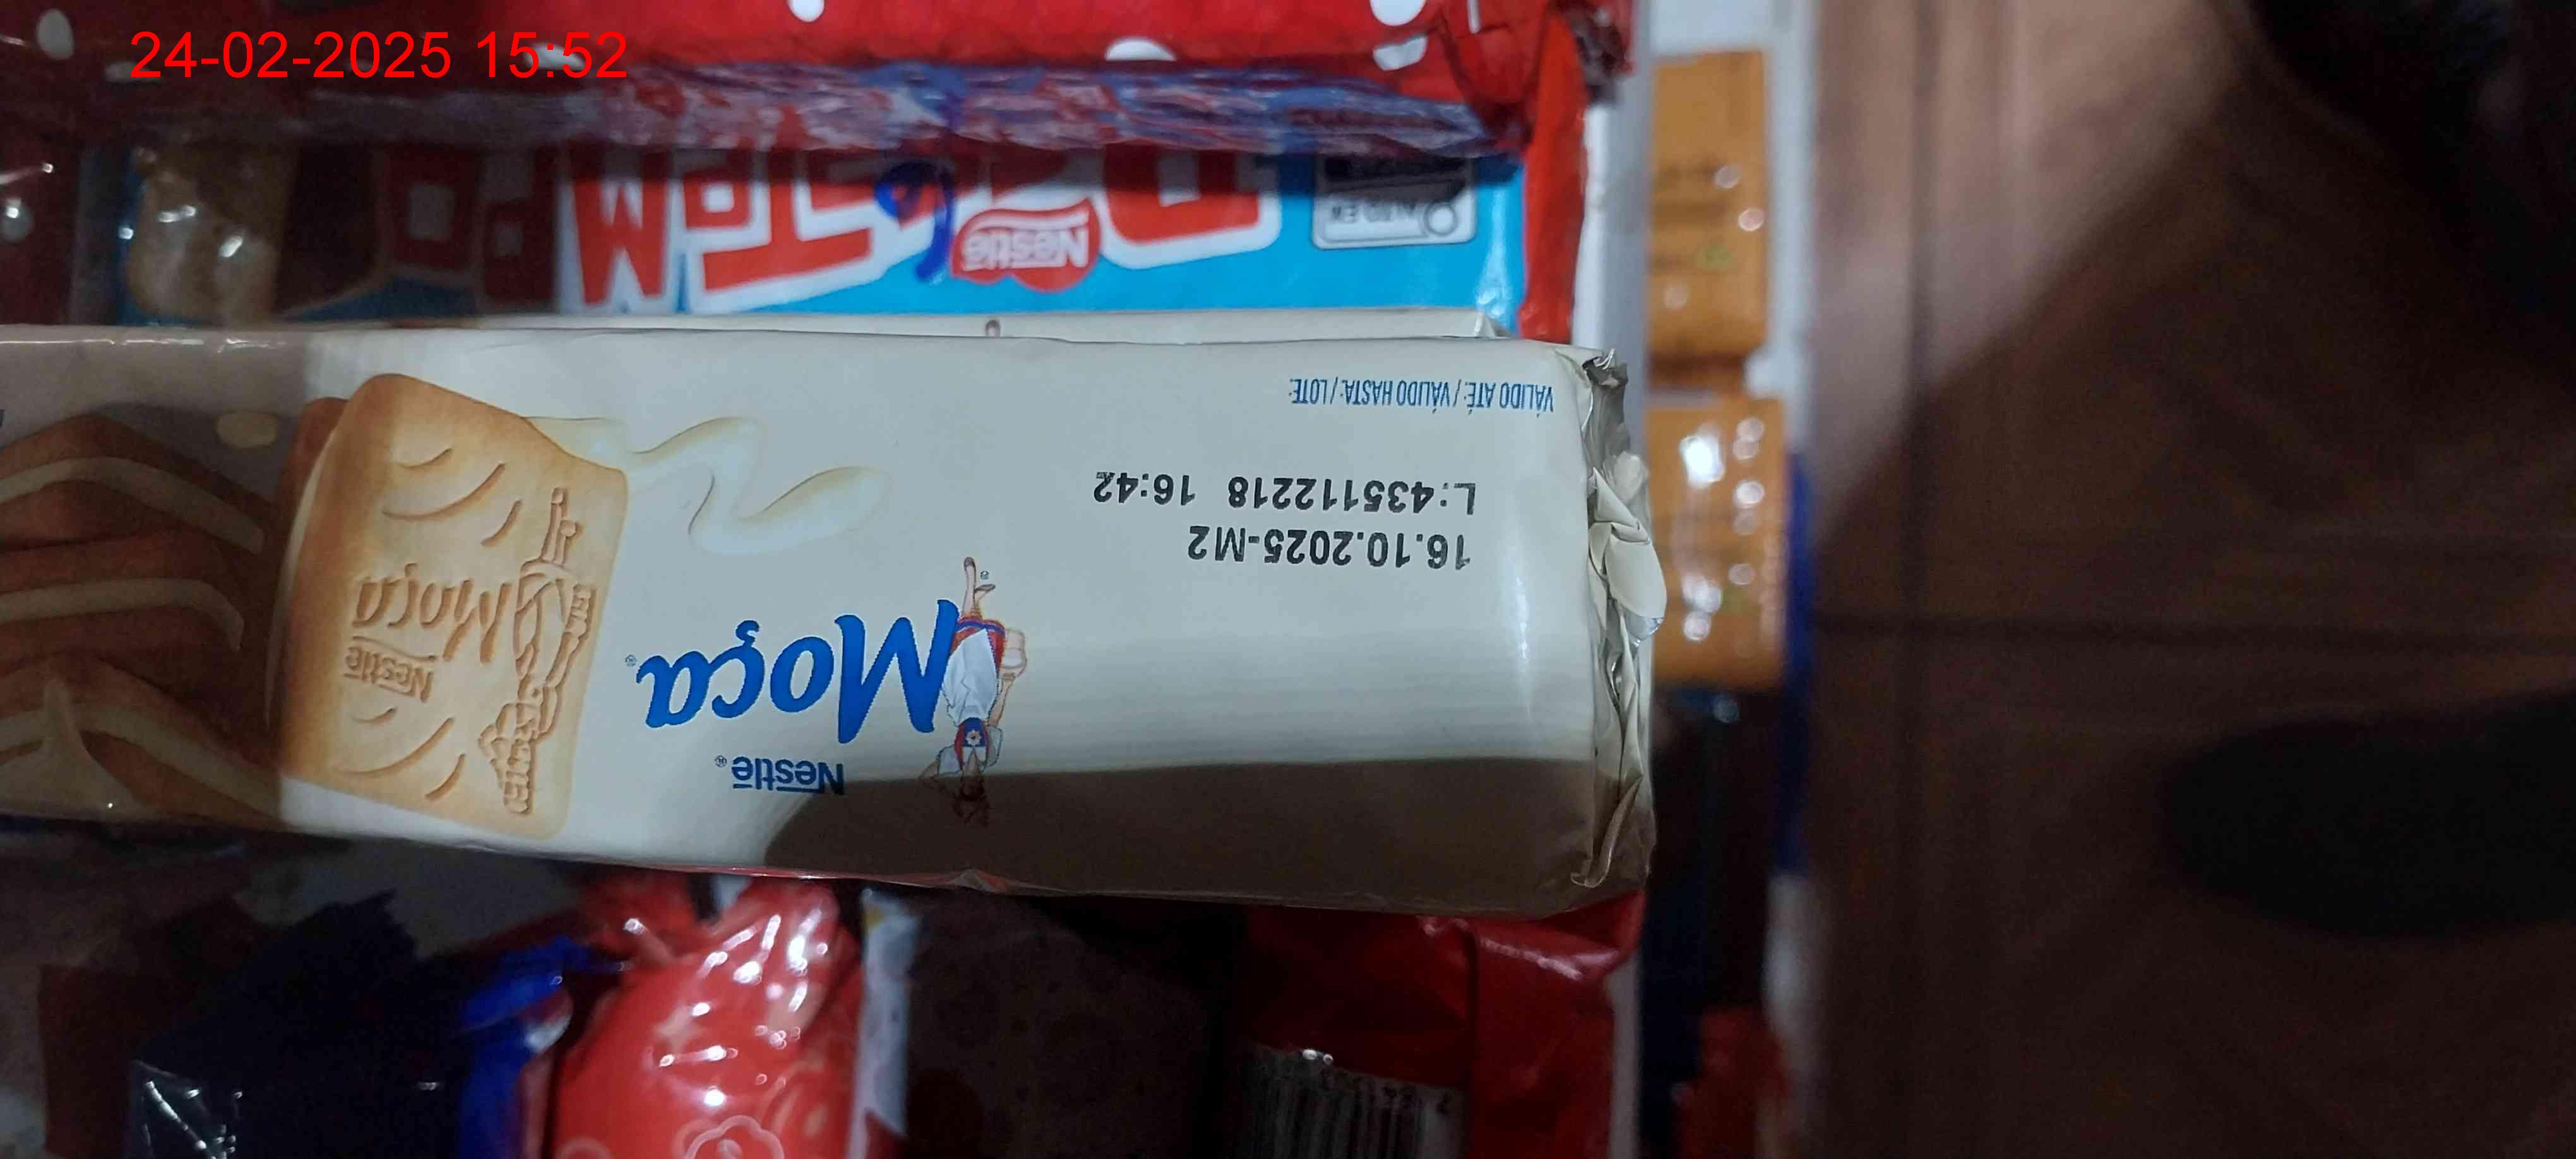 24-02-2025 15:52
Nestlé
VÁLIDO ATÉ: / VÁLIDO HASTA: / LOTE:
L:435112218 16:42
16.10.2025-M2
Moça
Nestlé
Nestlé
Moça